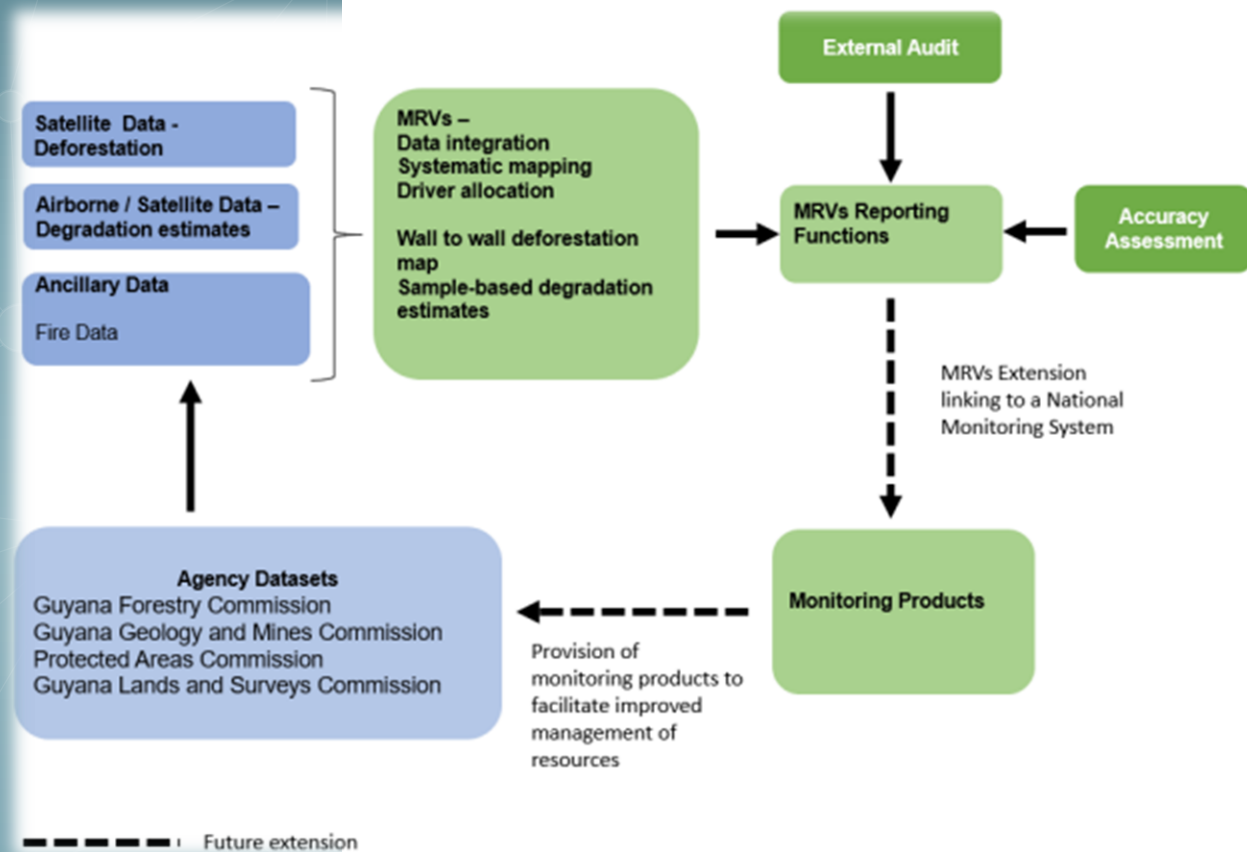 External Audit
Satellite Data -
Deforestation
Airborne / Satellite Data –
Degradation estimates
Ancillary Data
Fire Data
MRVs –
Data integration
Systematic mapping
Driver allocation
Wall to wall deforestation
map
Sample-based degradation
estimates
MRVs Reporting
Functions
Accuracy
Assessment
MRVs Extension
linking to a National
Monitoring System
Agency Datasets
Guyana Forestry Commission
Guyana Geology and Mines Commission
Protected Areas Commission
Guyana Lands and Surveys Commission
Provision of
monitoring products to
facilitate improved
management of
resources
Monitoring Products
Future extension